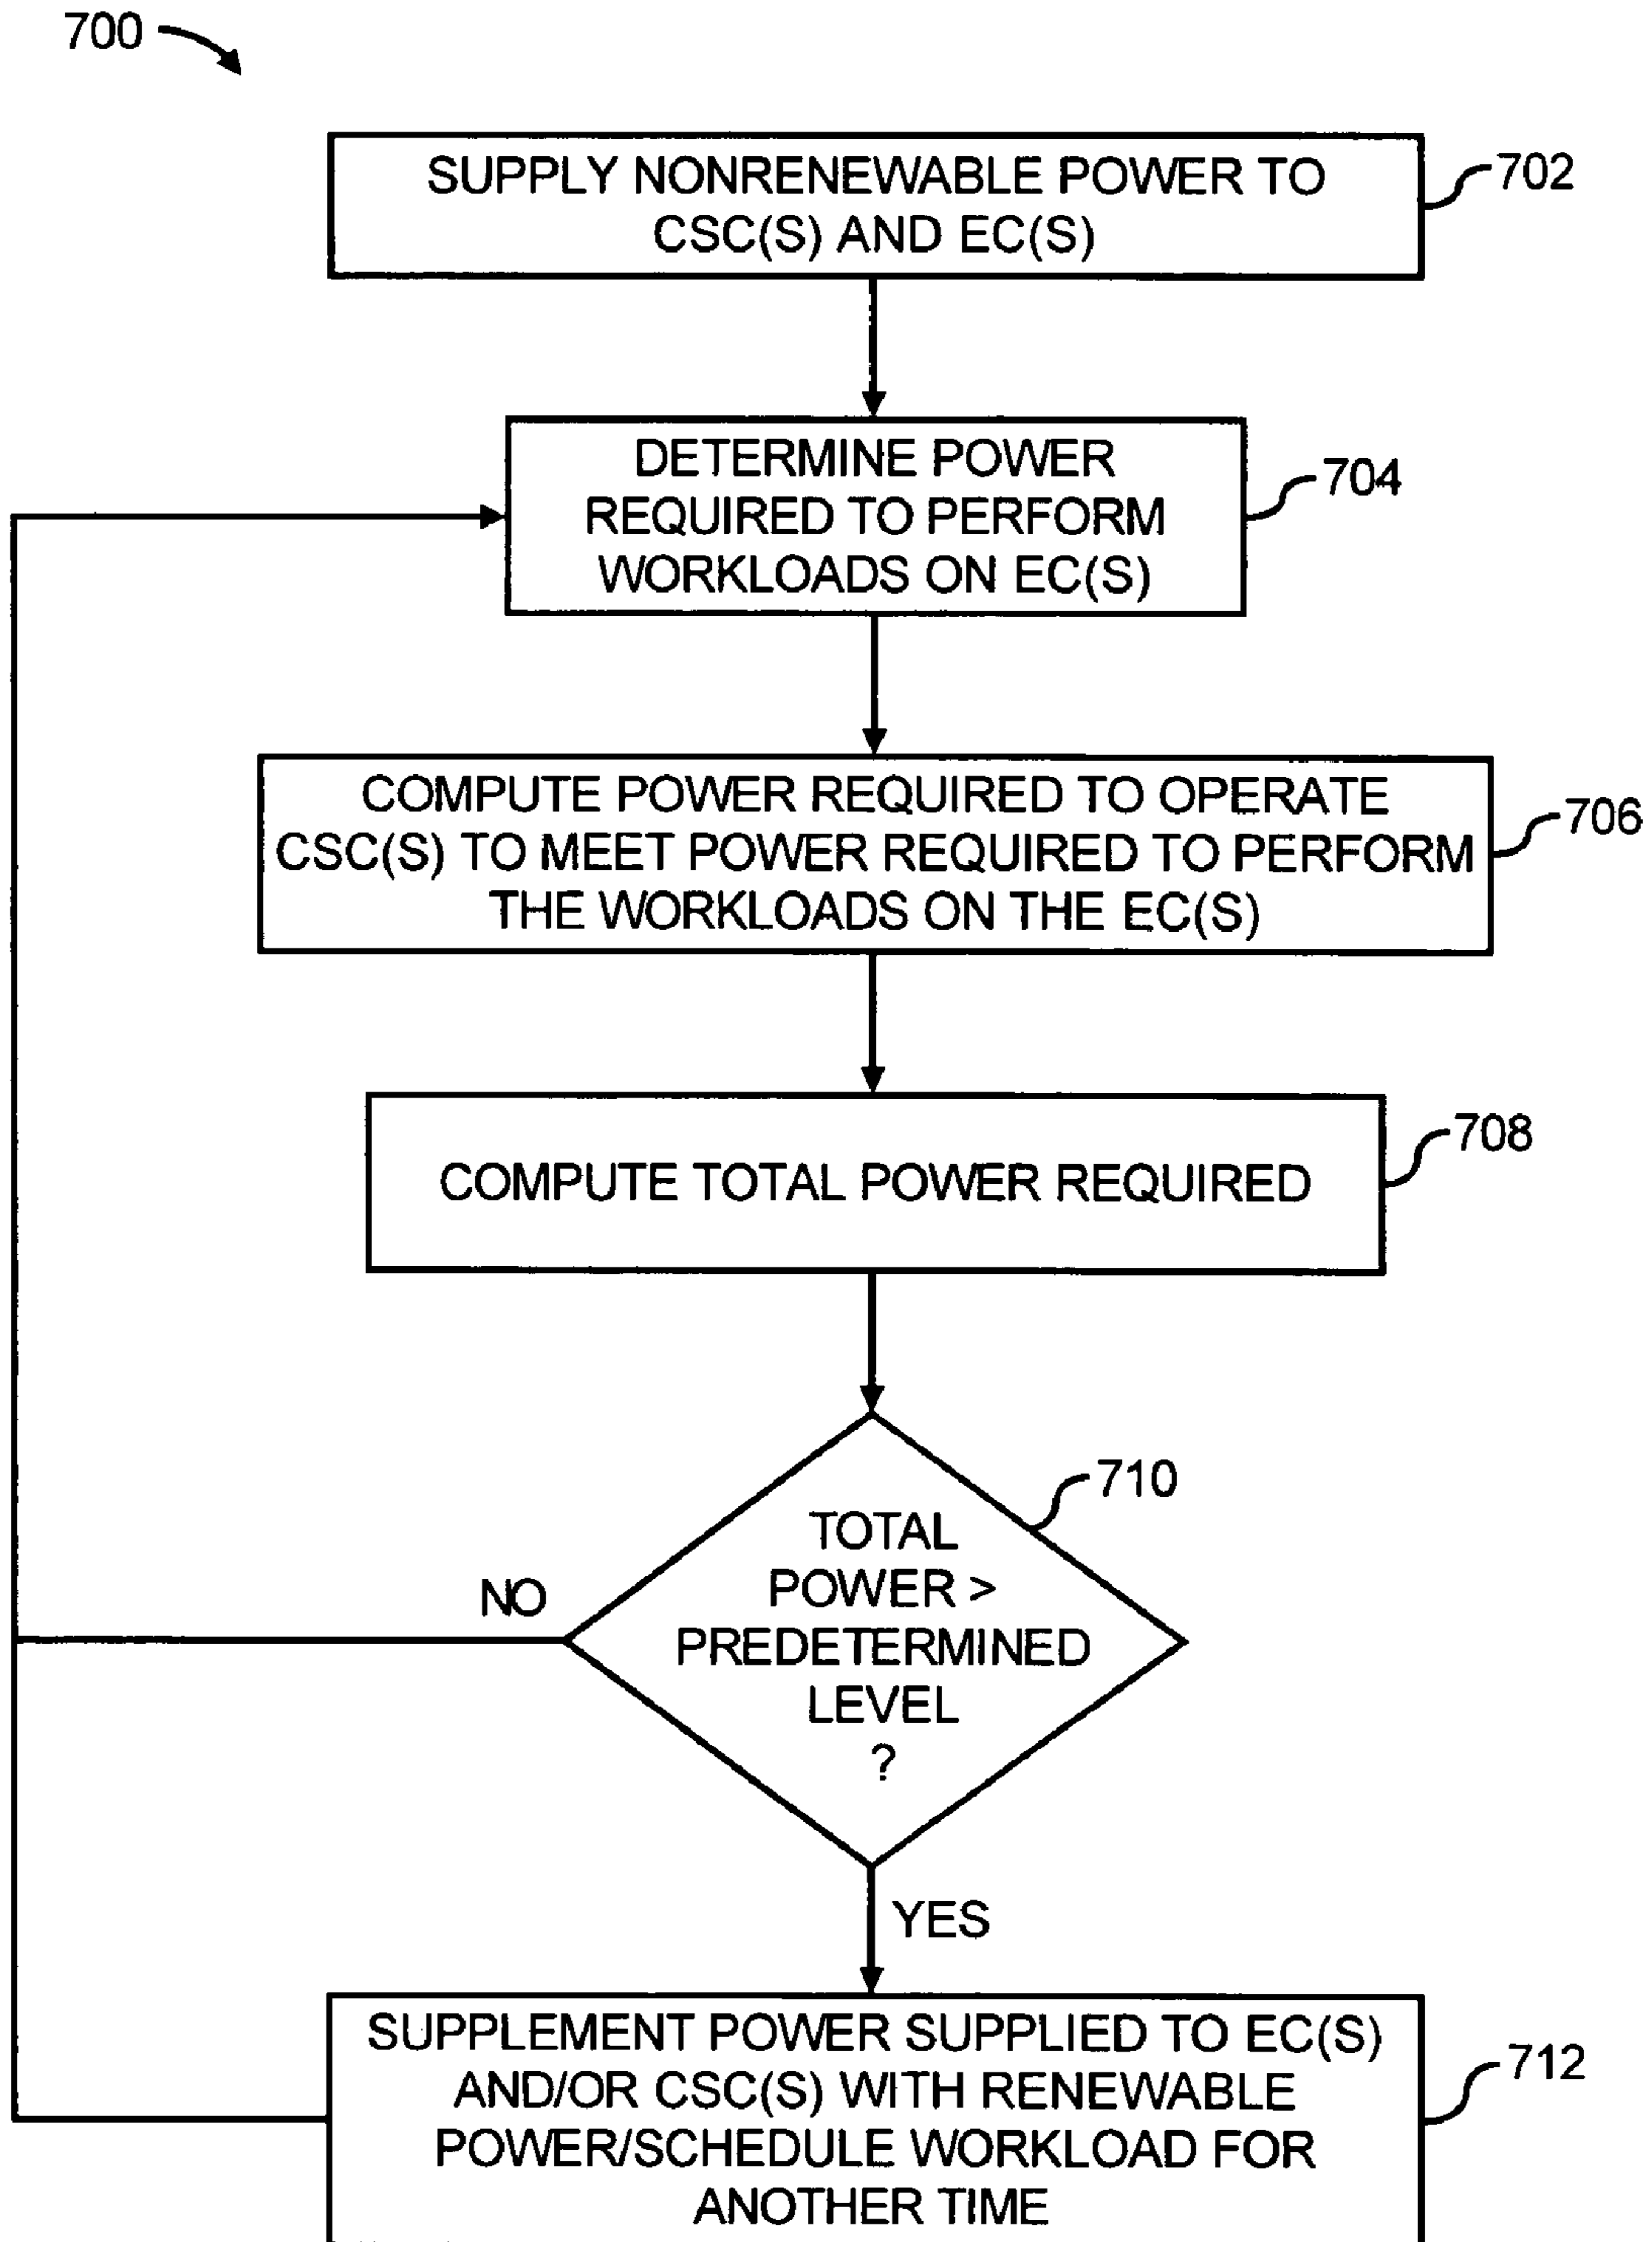 700
SUPPLY NONRENEWABLE POWER TO
CSC(S) AND EC(S)
702
DETERMINE POWER
REQUIRED TO PERFORM
WORKLOADS ON EC(S)
704
COMPUTE POWER REQUIRED TO OPERATE
CSC(S) TO MEET POWER REQUIRED TO PERFORM
THE WORKLOADS ON THE EC(S)
706
COMPUTE TOTAL POWER REQUIRED
708
TOTAL
POWER >
PREDETERMINED
LEVEL
?
710
NO
YES
SUPPLEMENT POWER SUPPLIED TO EC(S)
AND/OR CSC(S) WITH RENEWABLE
POWER/SCHEDULE WORKLOAD FOR
ANOTHER TIME
712